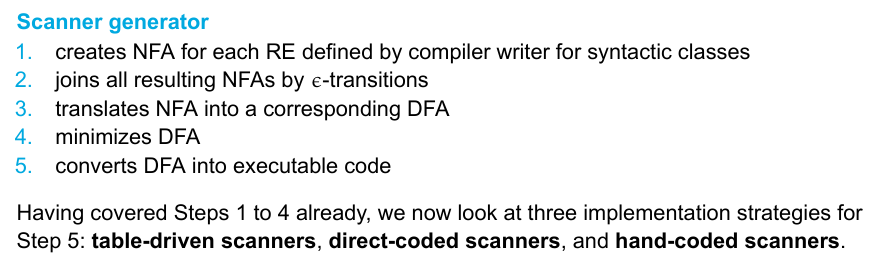 Scanner generator
1. creates NFA for each RE defined by compiler writer for syntactic classes
2. joins all resulting NFAs by ϵ-transitions
3. translates NFA into a corresponding DFA
4. minimizes DFA
5. converts DFA into executable code
Having covered Steps 1 to 4 already, we now look at three implementation strategies for
Step 5: table-driven scanners, direct-coded scanners, and hand-coded scanners.